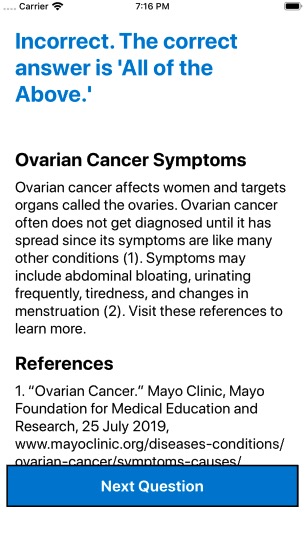 Carrier 7:16 PM
Incorrect. The correct
answer is 'All of the
Above.'
Ovarian Cancer Symptoms
Ovarian cancer affects women and targets
organs called the ovaries. Ovarian cancer
often does not get diagnosed until it has
spread since its symptoms are like many
other conditions (1). Symptoms may
include abdominal bloating, urinating
frequently, tiredness, and changes in
menstruation (2). Visit these references to
learn more.
References
1. “Ovarian Cancer.” Mayo Clinic, Mayo
Foundation for Medical Education and
Research, 25 July 2019,
www.mayoclinic.org/diseases-conditions/
ovarian-cancer/symptoms-causes/
Next Question